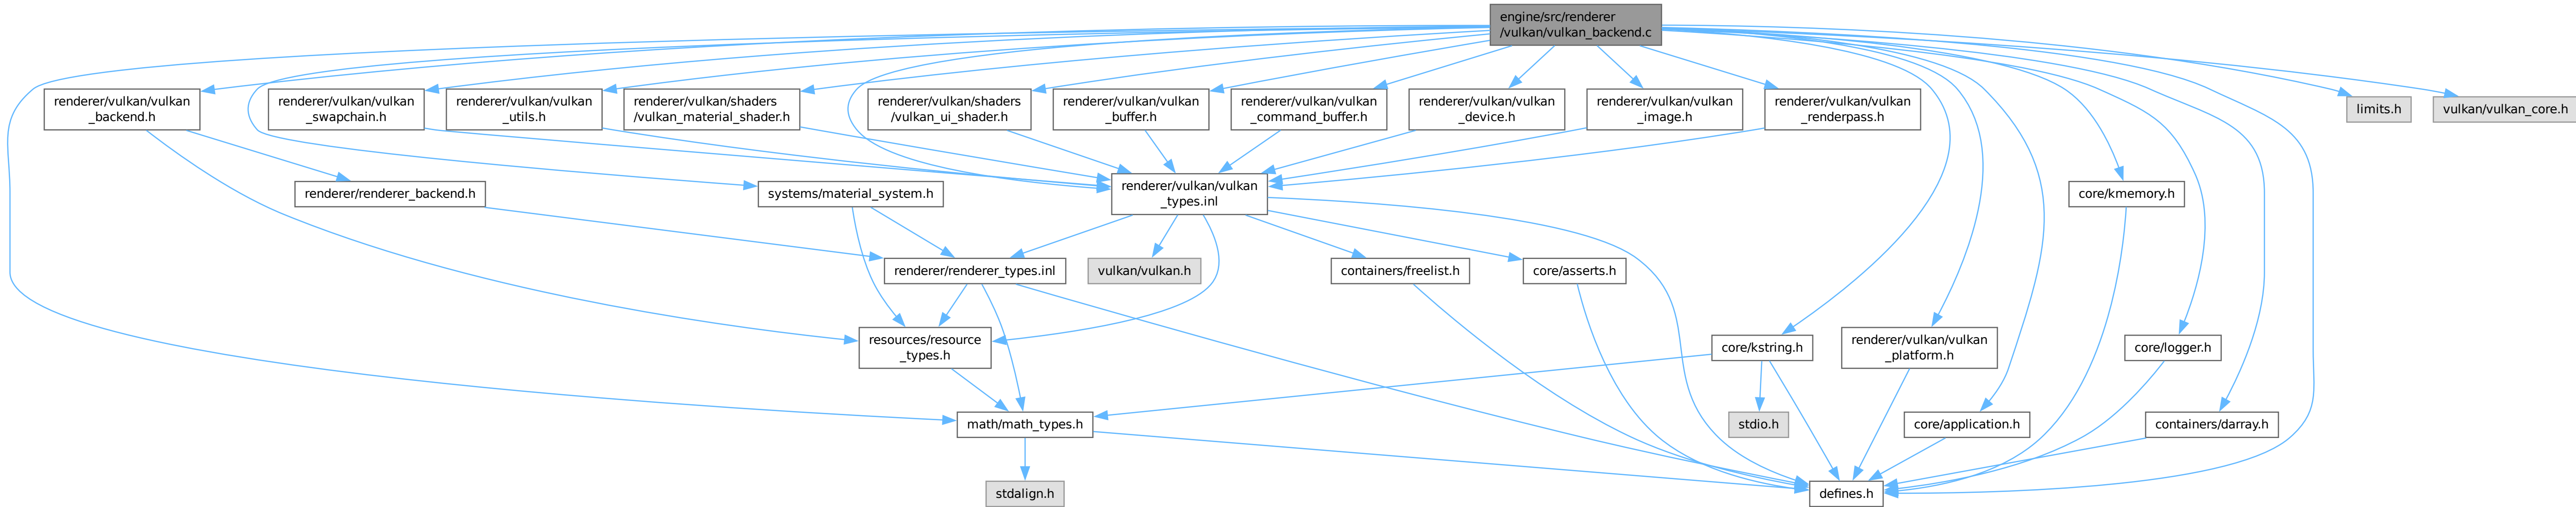 engine/src/renderer
/vulkan/vulkan_backend.c
renderer/vulkan/vulkan
_backend.h
renderer/vulkan/vulkan
_swapchain.h
renderer/vulkan/vulkan
_utils.h
renderer/vulkan/shaders
/vulkan_material_shader.h
renderer/vulkan/shaders
/vulkan_ui_shader.h
renderer/vulkan/vulkan
_buffer.h
renderer/vulkan/vulkan
_command_buffer.h
renderer/vulkan/vulkan
_device.h
renderer/vulkan/vulkan
_image.h
renderer/vulkan/vulkan
_renderpass.h
limits.h
vulkan/vulkan_core.h
renderer/renderer_backend.h
systems/material_system.h
renderer/vulkan/vulkan
_types.inl
core/kmemory.h
renderer/renderer_types.inl
vulkan/vulkan.h
containers/freelist.h
core/asserts.h
resources/resource
_types.h
core/kstring.h
renderer/vulkan/vulkan
_platform.h
core/logger.h
math/math_types.h
stdio.h
core/application.h
containers/darray.h
stdalign.h
defines.h